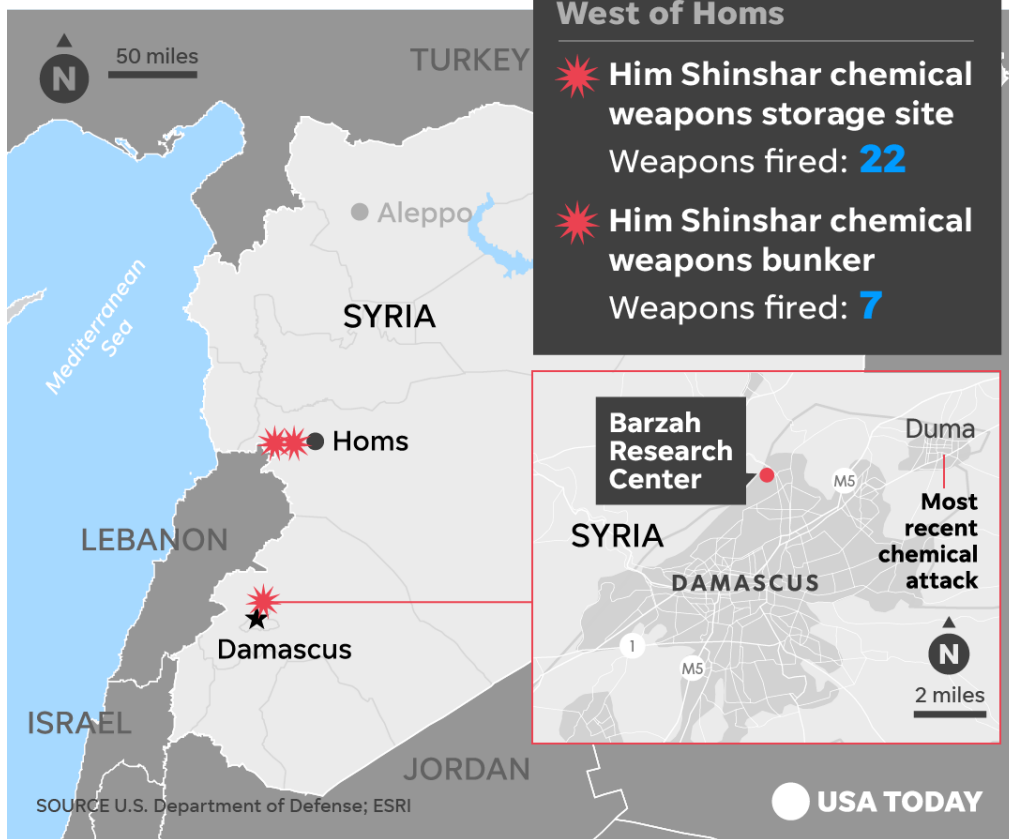 West of Homs
Him Shinshar chemical
weapons storage site
Weapons fired: 22
Him Shinshar chemical
weapons bunker
Weapons fired: 7
N
50 miles
TURKEY
Aleppo
SYRIA
Mediterranean
Sea
Homs
LEBANON
Damascus
ISRAEL
JORDAN
Barzah
Research
Center
Duma
M5
Most
recent
chemical
attack
SYRIA
DAMASCUS
1
M5
N
2 miles
SOURCE U.S. Department of Defense; ESRI
USA TODAY